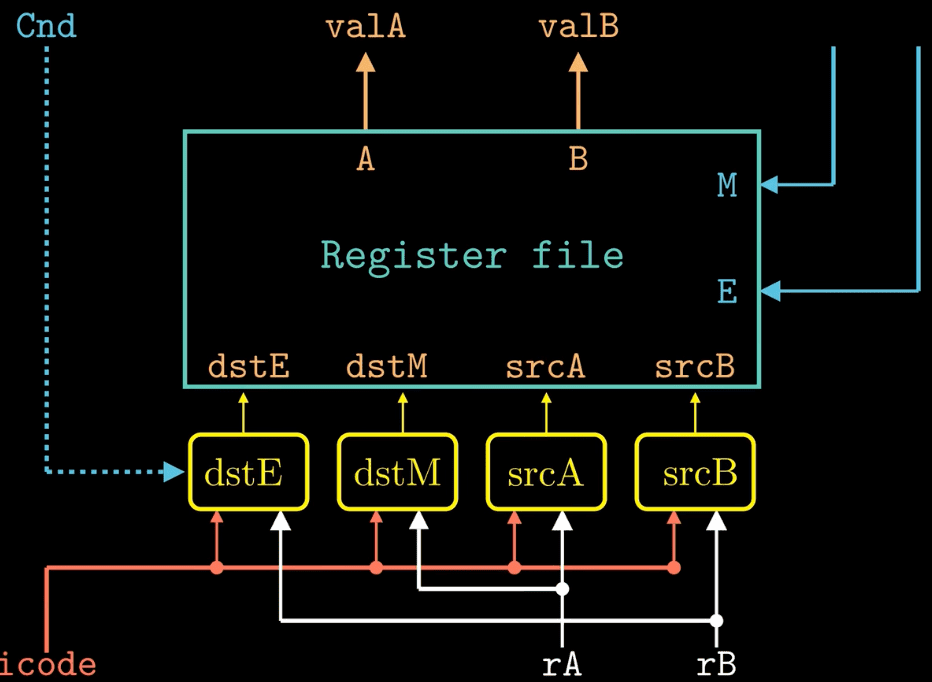 Cnd valA valB
A B
M
Register file
E
dstE dstM srcA srcB
dstE dstM srcA srcB
icode rA rB